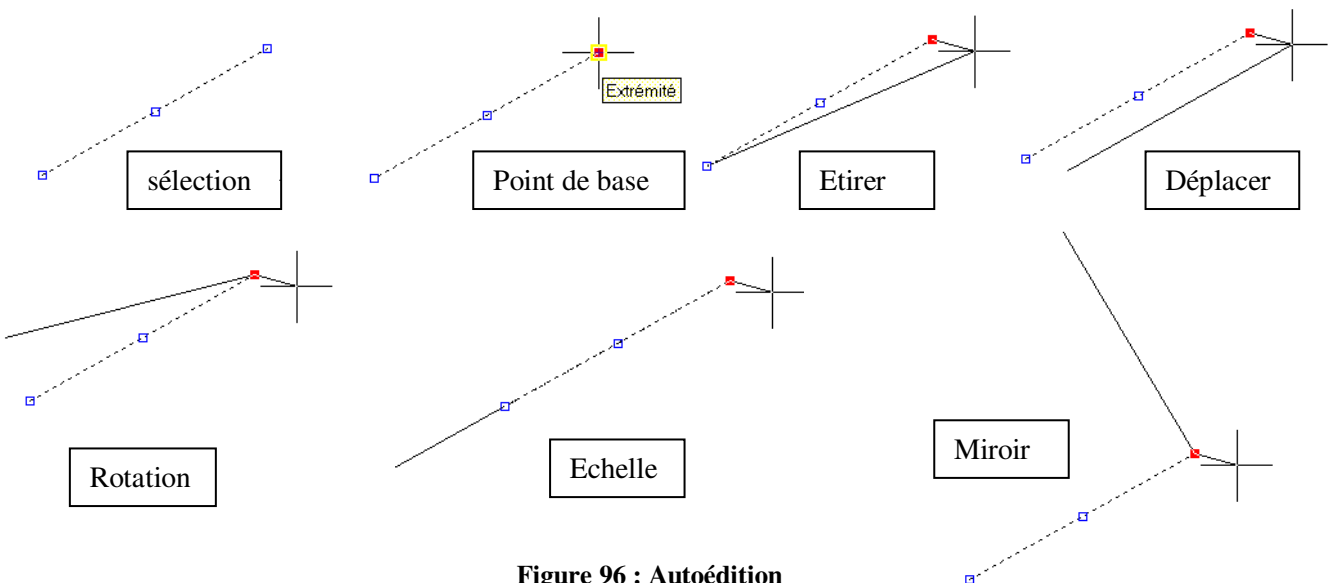 Extrémité
sélection
Point de base
Etirer
Déplacer
Rotation
Echelle
Miroir
Figure 96 : Autoédition